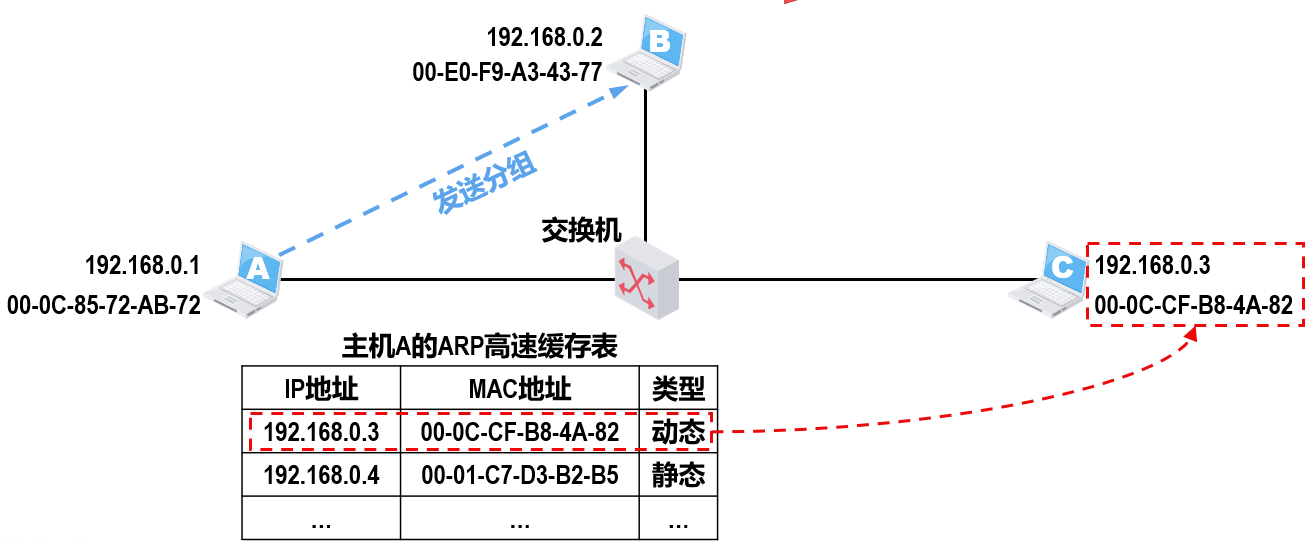 192.168.0.2
00-E0-F9-A3-43-77
B
发送分组
交换机
192.168.0.1
00-0C-85-72-AB-72
A
C
192.168.0.3
00-0C-CF-B8-4A-82
主机A的ARP高速缓存表
IP地址 MAC地址 类型
192.168.0.3 00-0C-CF-B8-4A-82 动态
192.168.0.4 00-01-C7-D3-B2-B5 静态
... ... ...